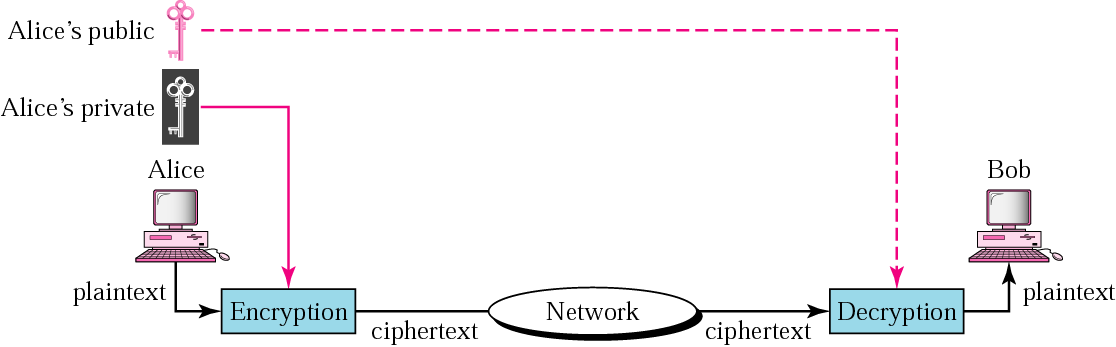 Alice’s public
Alice’s private
Alice
Bob
plaintext
Encryption
ciphertext
Network
ciphertext
Decryption
plaintext